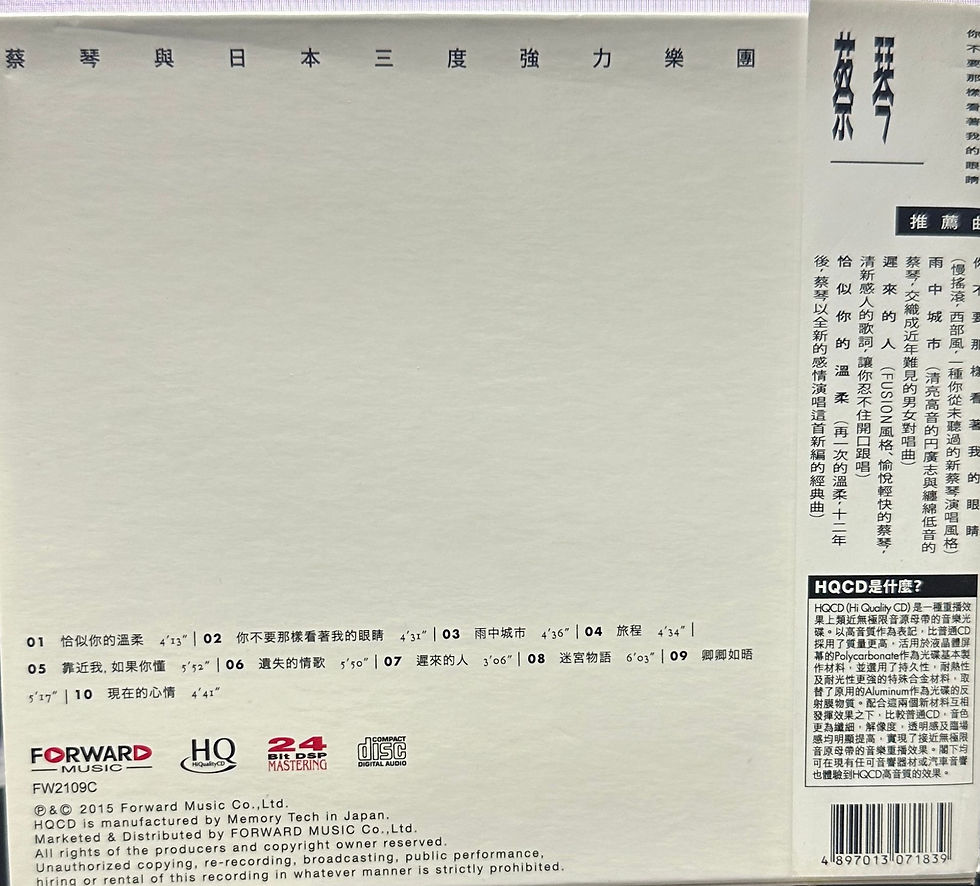 蔡琴與日本三度強力樂團
01 恰似你的溫柔 4'13" | 02 你不要那樣看著我的眼睛 4'31" | 03 雨中城市 4'36" | 04 旅程 4'34" |
05 靠近我, 如果你懂 5'52" | 06 遺失的情歌 5'50" | 07 遲來的人 3'06" | 08 迷宮物語 6'03" | 09 卿卿如晤
5'17" | 10 現在的心情 4'41"
FORWARD
MUSIC
HQ
HiQualityCD
24
Bit DSP
MASTERING
COMPACT
disc
DIGITAL AUDIO
FW2109C
Ⓟ&© 2015 Forward Music Co.,Ltd.
HQCD is manufactured by Memory Tech in Japan.
Marketed & Distributed by FORWARD MUSIC Co.,Ltd.
All rights of the producers and copyright owner reserved.
Unauthorized copying, re-recording, broadcasting, public performance,
hiring or rental of this recording in whatever manner is strictly prohibited.
你不要那樣看著我的眼睛
蔡琴
推薦曲
你不要那樣看著我的眼睛
(慢搖滾，西部風，一種你從未聽過的新蔡琴演唱風格)
雨中城市(清亮高音的円廣志與纏綿低音的
蔡琴，交織成近年難見的男女對唱曲)
遲來的人(FUSION風格、愉悅輕快的蔡琴，
清新感人的歌詞，讓你忍不住開口跟唱)
恰似你的溫柔(再一次的溫柔，十二年
後，蔡琴以全新的感情演唱這首新編的經典曲)
HQCD是什麼?
HQCD (Hi Quality CD) 是一種重播效
果上類近無極限音源母帶的音樂光
碟。以高音質作為表記，比普通CD
採用了質量更高，活用於液晶體屏
幕的Polycarbonate作為光碟基本製
作材料，並選用了持久性，耐熱性
及耐光性更強的特殊合金材料，取
替了原用的Aluminum作為光碟的反
射膜物質。配合這兩個新材料互相
發揮效果之下，比較普通CD，音色
更為纖細，解像度，透明感及臨場
感均明顯提高，實現了接近無極限
音原母帶的音樂重播效果。閣下均
可在現有任可音響器材或汽車音響
也體驗到HQCD高音質的效果。
4 897013 071839